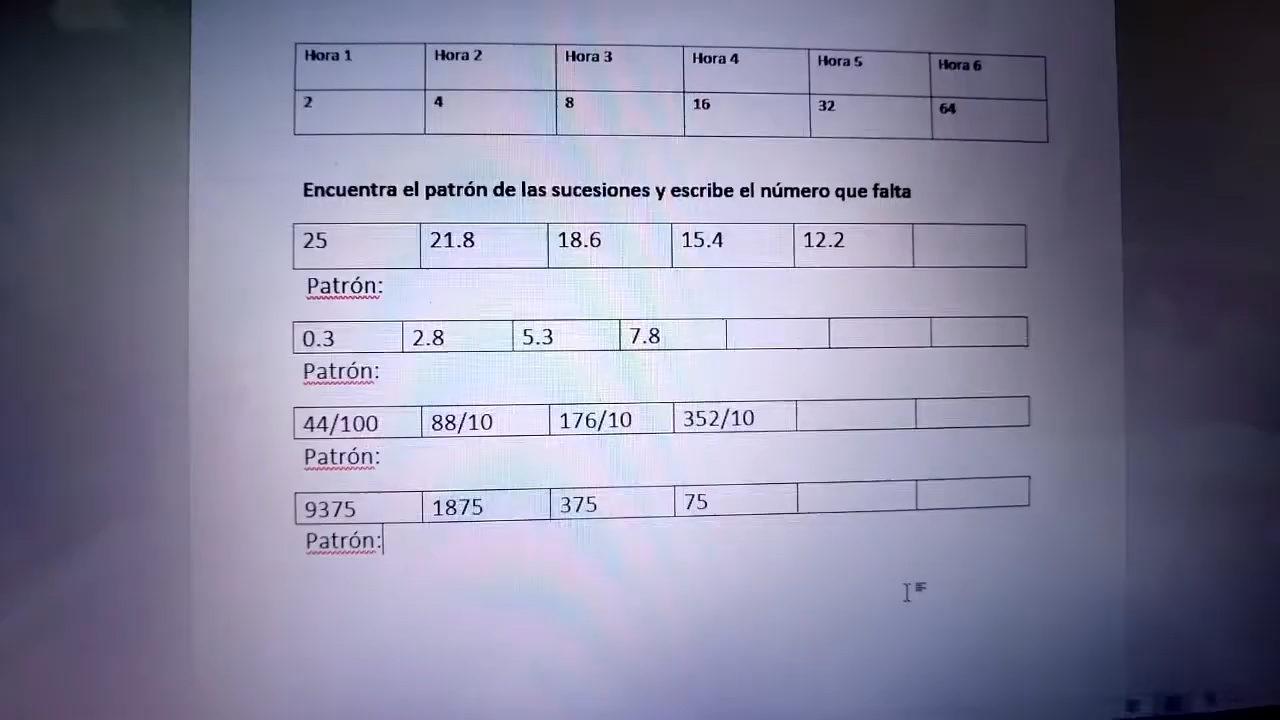 Hora 1 Hora 2 Hora 3 Hora 4 Hora 5 Hora 6
2 4 8 16 32 64
Encuentra el patrón de las sucesiones y escribe el número que falta
25 21.8 18.6 15.4 12.2
Patrón:
0.3 2.8 5.3 7.8
Patrón:
44/100 88/10 176/10 352/10
Patrón:
9375 1875 375 75
Patrón: